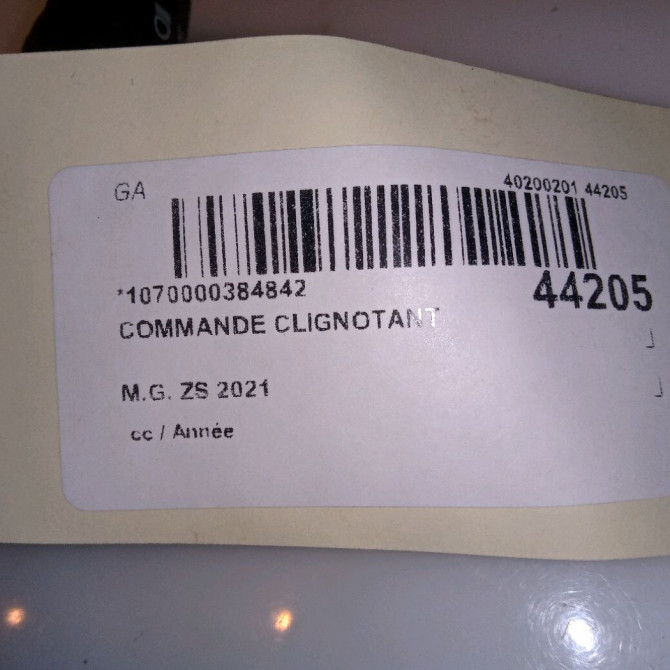 GA
40200201 44205
*1070000384842
44205
COMMANDE CLIGNOTANT
M.G. ZS 2021
cc / Année